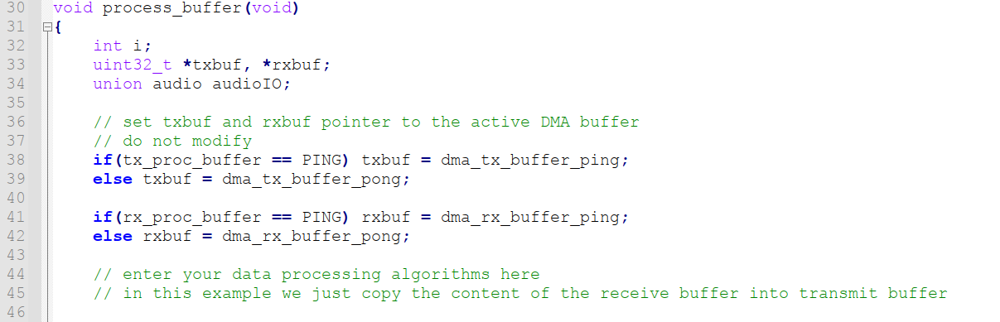 30 void process_buffer(void)
31 {
32 int i;
33 uint32_t *txbuf, *rxbuf;
34 union audio audioIO;
35
36 // set txbuf and rxbuf pointer to the active DMA buffer
37 // do not modify
38 if(tx_proc_buffer == PING) txbuf = dma_tx_buffer_ping;
39 else txbuf = dma_tx_buffer_pong;
40
41 if(rx_proc_buffer == PING) rxbuf = dma_rx_buffer_ping;
42 else rxbuf = dma_rx_buffer_pong;
43
44 // enter your data processing algorithms here
45 // in this example we just copy the content of the receive buffer into transmit buffer
46